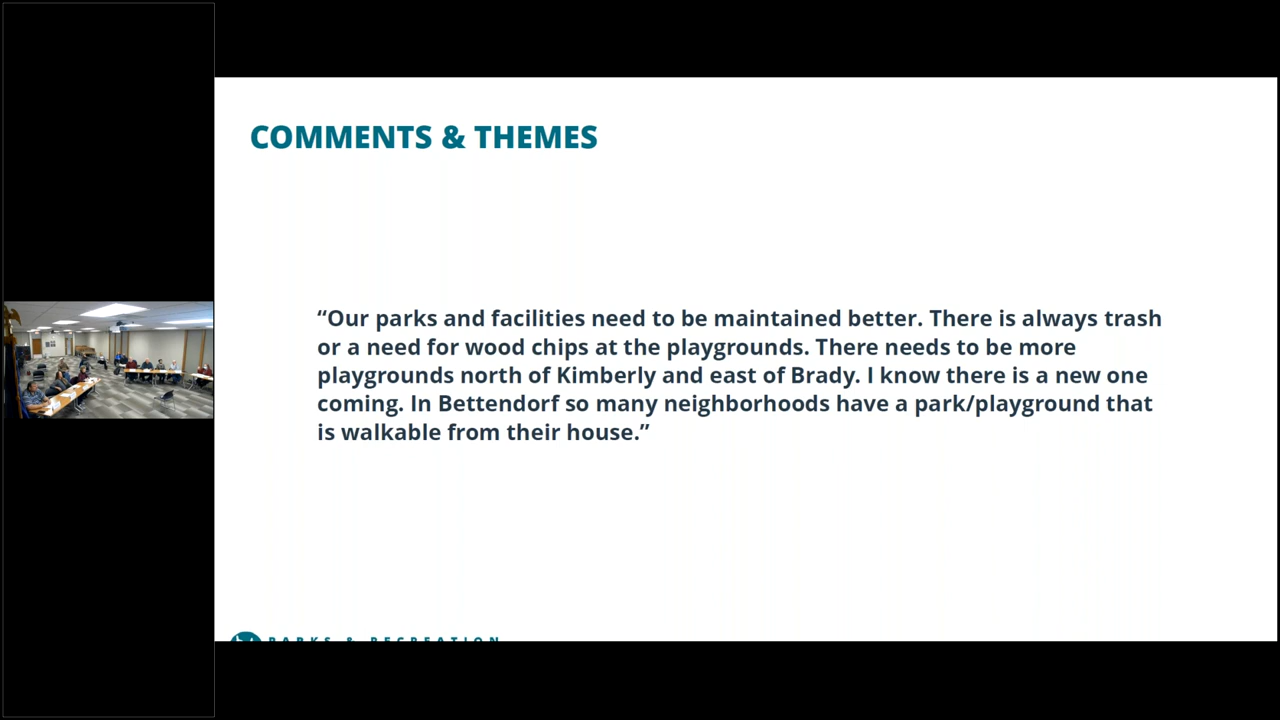 COMMENTS & THEMES
“Our parks and facilities need to be maintained better. There is always trash
or a need for wood chips at the playgrounds. There needs to be more
playgrounds north of Kimberly and east of Brady. I know there is a new one
coming. In Bettendorf so many neighborhoods have a park/playground that
is walkable from their house.”
PARKS & RECREATION